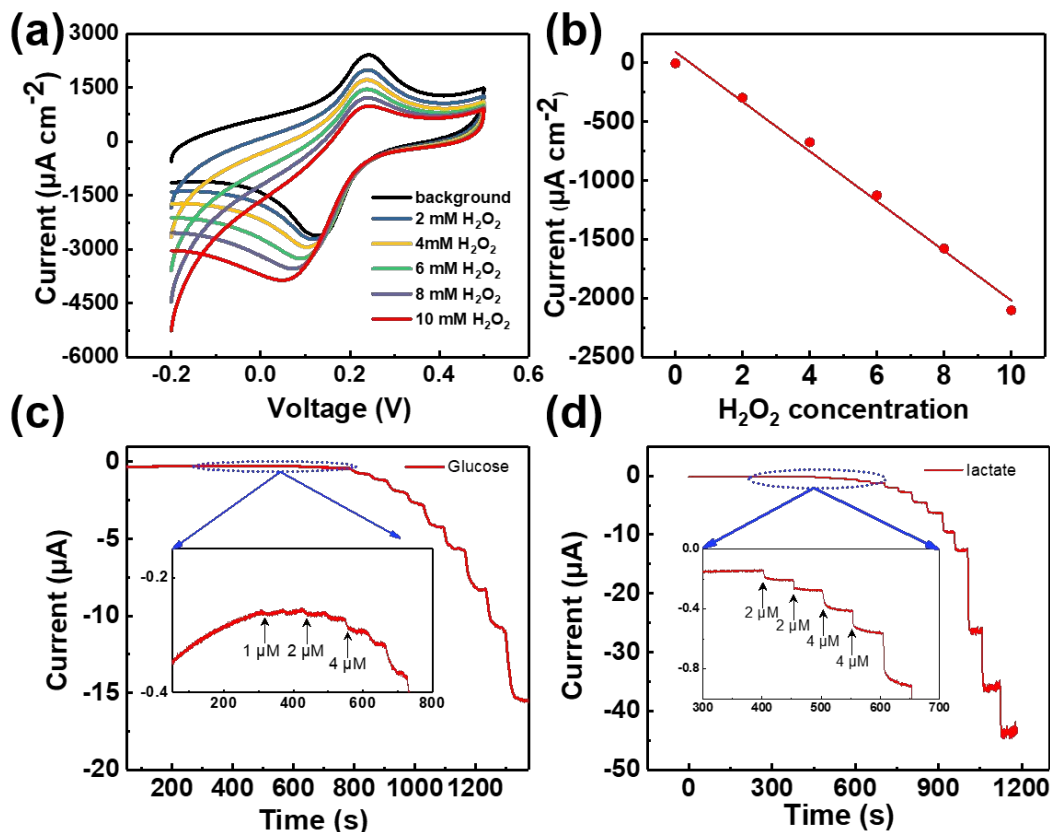 (a)
Current (µA cm⁻²)
3000
1500
0
-1500
-3000
-4500
-6000
background
2 mM H₂O₂
4mM H₂O₂
6 mM H₂O₂
8 mM H₂O₂
10 mM H₂O₂
-0.2 0.0 0.2 0.4 0.6
Voltage (V)
(b)
Current (µA cm⁻²)
0
-500
-1000
-1500
-2000
-2500
0 2 4 6 8 10
H₂O₂ concentration
(c)
Current (µA)
0
-5
-10
-15
-20
Glucose
-0.2
-0.4
1 µM
2 µM
4 µM
200 400 600 800
200 400 600 800 1000 1200
Time (s)
(d)
Current (µA)
10
0
-10
-20
-30
-40
-50
lactate
0.0
-0.4
-0.8
2 µM
2 µM
4 µM
4 µM
300 400 500 600 700
0 300 600 900 1200
Time (s)